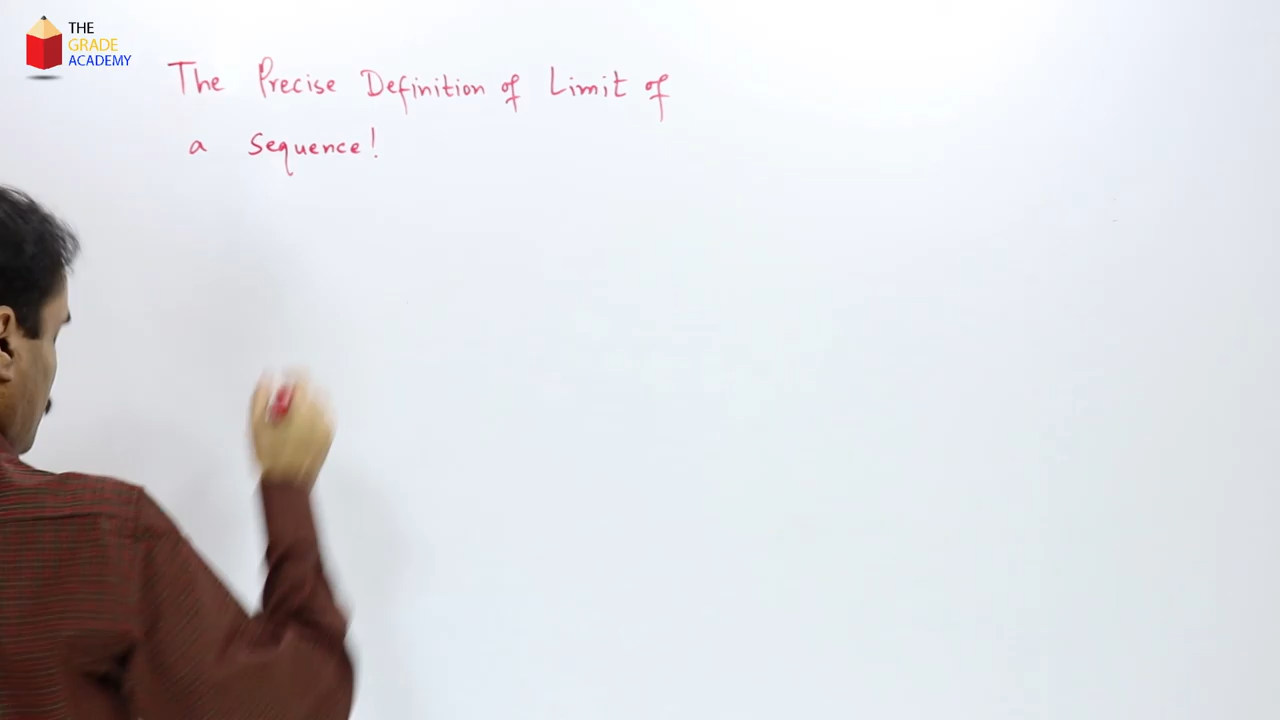 THE
GRADE
ACADEMY
The Precise Definition of Limit of
a Sequence!